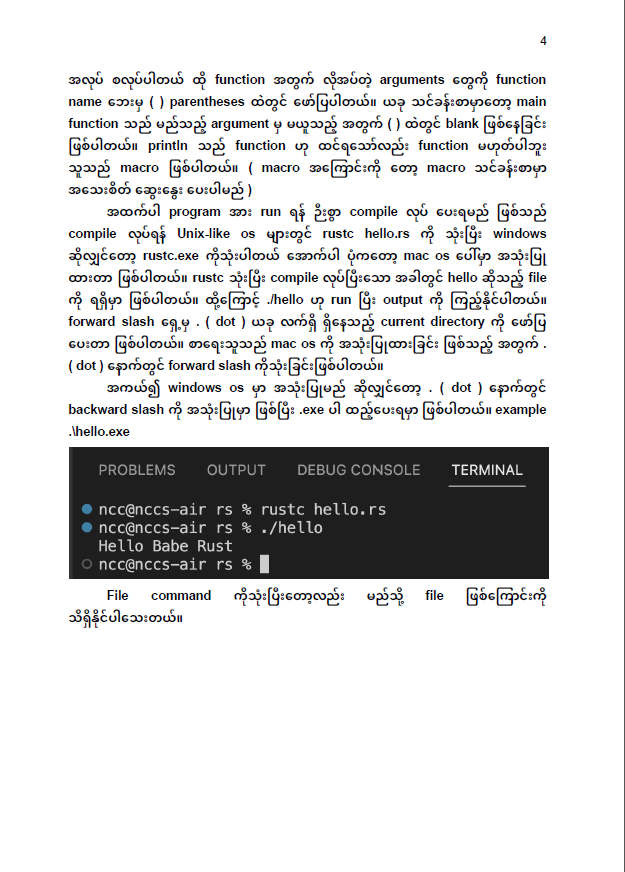 4
အလုပ် စလုပ်ပါတယ် ထို function အတွက် လိုအပ်တဲ့ arguments တွေကို function
name ဘေးမှ ( ) parentheses ထဲတွင် ဖော်ပြပါတယ်။ ယခု သင်ခန်းစာမှာတော့ main
function သည် မည်သည့် argument မှ မယူသည့် အတွက် ( ) ထဲတွင် blank ဖြစ်နေခြင်း
ဖြစ်ပါတယ်။ println သည် function ဟု ထင်ရသော်လည်း function မဟုတ်ပါဘူး
သူသည် macro ဖြစ်ပါတယ်။ ( macro အကြောင်းကို တော့ macro သင်ခန်းစာမှာ
အသေးစိတ် ဆွေးနွေး ပေးပါမည် )
အထက်ပါ program အား run ရန် ဦးစွာ compile လုပ် ပေးရမည် ဖြစ်သည်
compile လုပ်ရန် Unix-like os များတွင် rustc hello.rs ကို သုံးပြီး windows
ဆိုလျှင်တော့ rustc.exe ကိုသုံးပါတယ် အောက်ပါ ပုံကတော့ mac os ပေါ်မှာ အသုံးပြု
ထားတာ ဖြစ်ပါတယ်။ rustc သုံးပြီး compile လုပ်ပြီးသော အခါတွင် hello ဆိုသည့် file
ကို ရရှိမှာ ဖြစ်ပါတယ်။ ထို့ကြောင့် ./hello ဟု run ပြီး output ကို ကြည့်နိုင်ပါတယ်။
forward slash ရှေ့မှ . ( dot ) ယခု လက်ရှိ ရှိနေသည့် current directory ကို ဖော်ပြ
ပေးတာ ဖြစ်ပါတယ်။ စာရေးသူသည် mac os ကို အသုံးပြုထားခြင်း ဖြစ်သည့် အတွက် .
( dot ) နောက်တွင် forward slash ကိုသုံးခြင်းဖြစ်ပါတယ်။
အကယ်၍ windows os မှာ အသုံးပြုမည် ဆိုလျှင်တော့ . ( dot ) နောက်တွင်
backward slash ကို အသုံးပြုမှာ ဖြစ်ပြီး .exe ပါ ထည့်ပေးရမှာ ဖြစ်ပါတယ်။ example
.\hello.exe
PROBLEMS OUTPUT DEBUG CONSOLE TERMINAL
ncc@nccs-air rs % rustc hello.rs
ncc@nccs-air rs % ./hello
Hello Babe Rust
ncc@nccs-air rs %
File command ကိုသုံးပြီးတော့လည်း မည်သို့ file ဖြစ်ကြောင်းကို
သိရှိနိုင်ပါသေးတယ်။